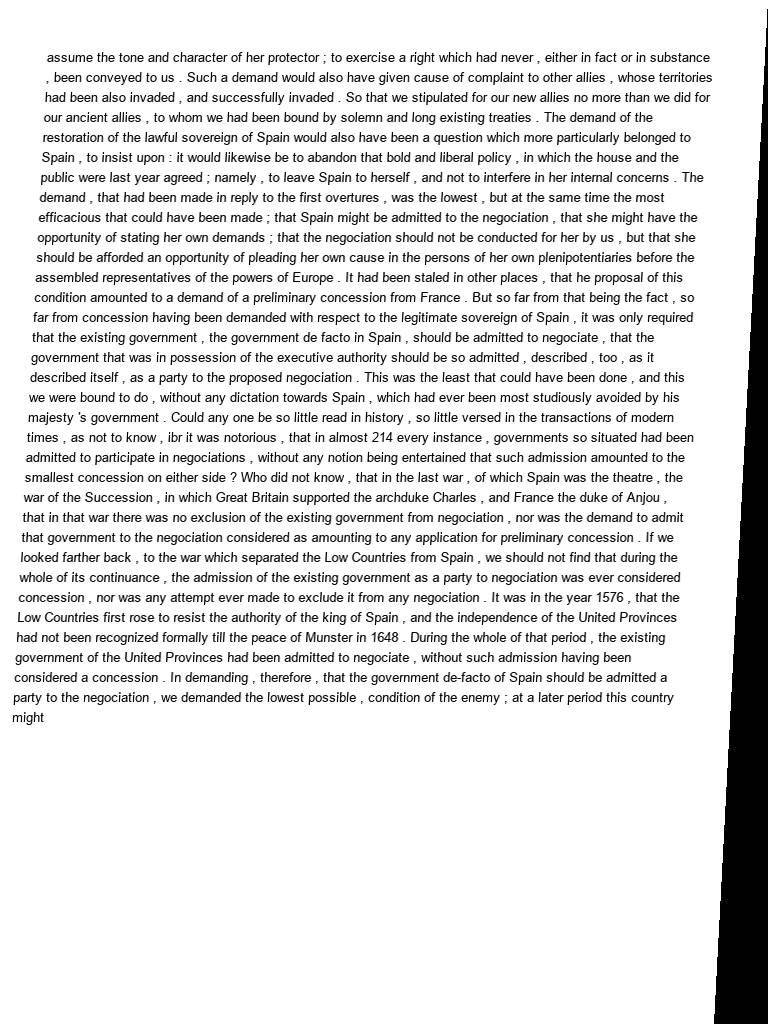 assume the tone and character of her protector ; to exercise a right which had never , either in fact or in substance
, been conveyed to us . Such a demand would also have given cause of complaint to other allies , whose territories
had been also invaded , and successfully invaded . So that we stipulated for our new allies no more than we did for
our ancient allies , to whom we had been bound by solemn and long existing treaties . The demand of the
restoration of the lawful sovereign of Spain would also have been a question which more particularly belonged to
Spain , to insist upon : it would likewise be to abandon that bold and liberal policy , in which the house and the
public were last year agreed ; namely , to leave Spain to herself , and not to interfere in her internal concerns . The
demand , that had been made in reply to the first overtures , was the lowest , but at the same time the most
efficacious that could have been made ; that Spain might be admitted to the negotiation , that she might have the
opportunity of stating her own demands ; that the negotiation should not be conducted for her by us , but that she
should be afforded an opportunity of pleading her own cause in the persons of her own plenipotentiaries before the
assembled representatives of the powers of Europe . It had been staled in other places , that he proposal of this
condition amounted to a demand of a preliminary concession from France . But so far from that being the fact , so
far from concession having been demanded with respect to the legitimate sovereign of Spain , it was only required
that the existing government , the government de facto in Spain , should be admitted to negociate , that the
government that was in possession of the executive authority should be so admitted , described , too , as it
described itself , as a party to the proposed negotiation . This was the least that could have been done , and this
we were bound to do , without any dictation towards Spain , which had ever been most studiously avoided by his
majesty 's government . Could any one be so little read in history , so little versed in the transactions of modern
times , as not to know , ibr it was notorious , that in almost 214 every instance , governments so situated had been
admitted to participate in negociations , without any notion being entertained that such admission amounted to the
smallest concession on either side ? Who did not know , that in the last war , of which Spain was the theatre , the
war of the Succession , in which Great Britain supported the archduke Charles , and France the duke of Anjou ,
that in that war there was no exclusion of the existing government from negociation , nor was the demand to admit
that government to the negociation considered as amounting to any application for preliminary concession . If we
looked farther back , to the war which separated the Low Countries from Spain , we should not find that during the
whole of its continuance , the admission of the existing government as a party to negociation was ever considered
concession , nor was any attempt ever made to exclude it from any negociation . It was in the year 1576 , that the
Low Countries first rose to resist the authority of the king of Spain , and the independence of the United Provinces
had not been recognized formally till the peace of Munster in 1648 . During the whole of that period , the existing
government of the United Provinces had been admitted to negociate , without such admission having been
considered a concession . In demanding , therefore , that the government de-facto of Spain should be admitted a
party to the negociation , we demanded the lowest possible , condition of the enemy ; at a later period this country
might